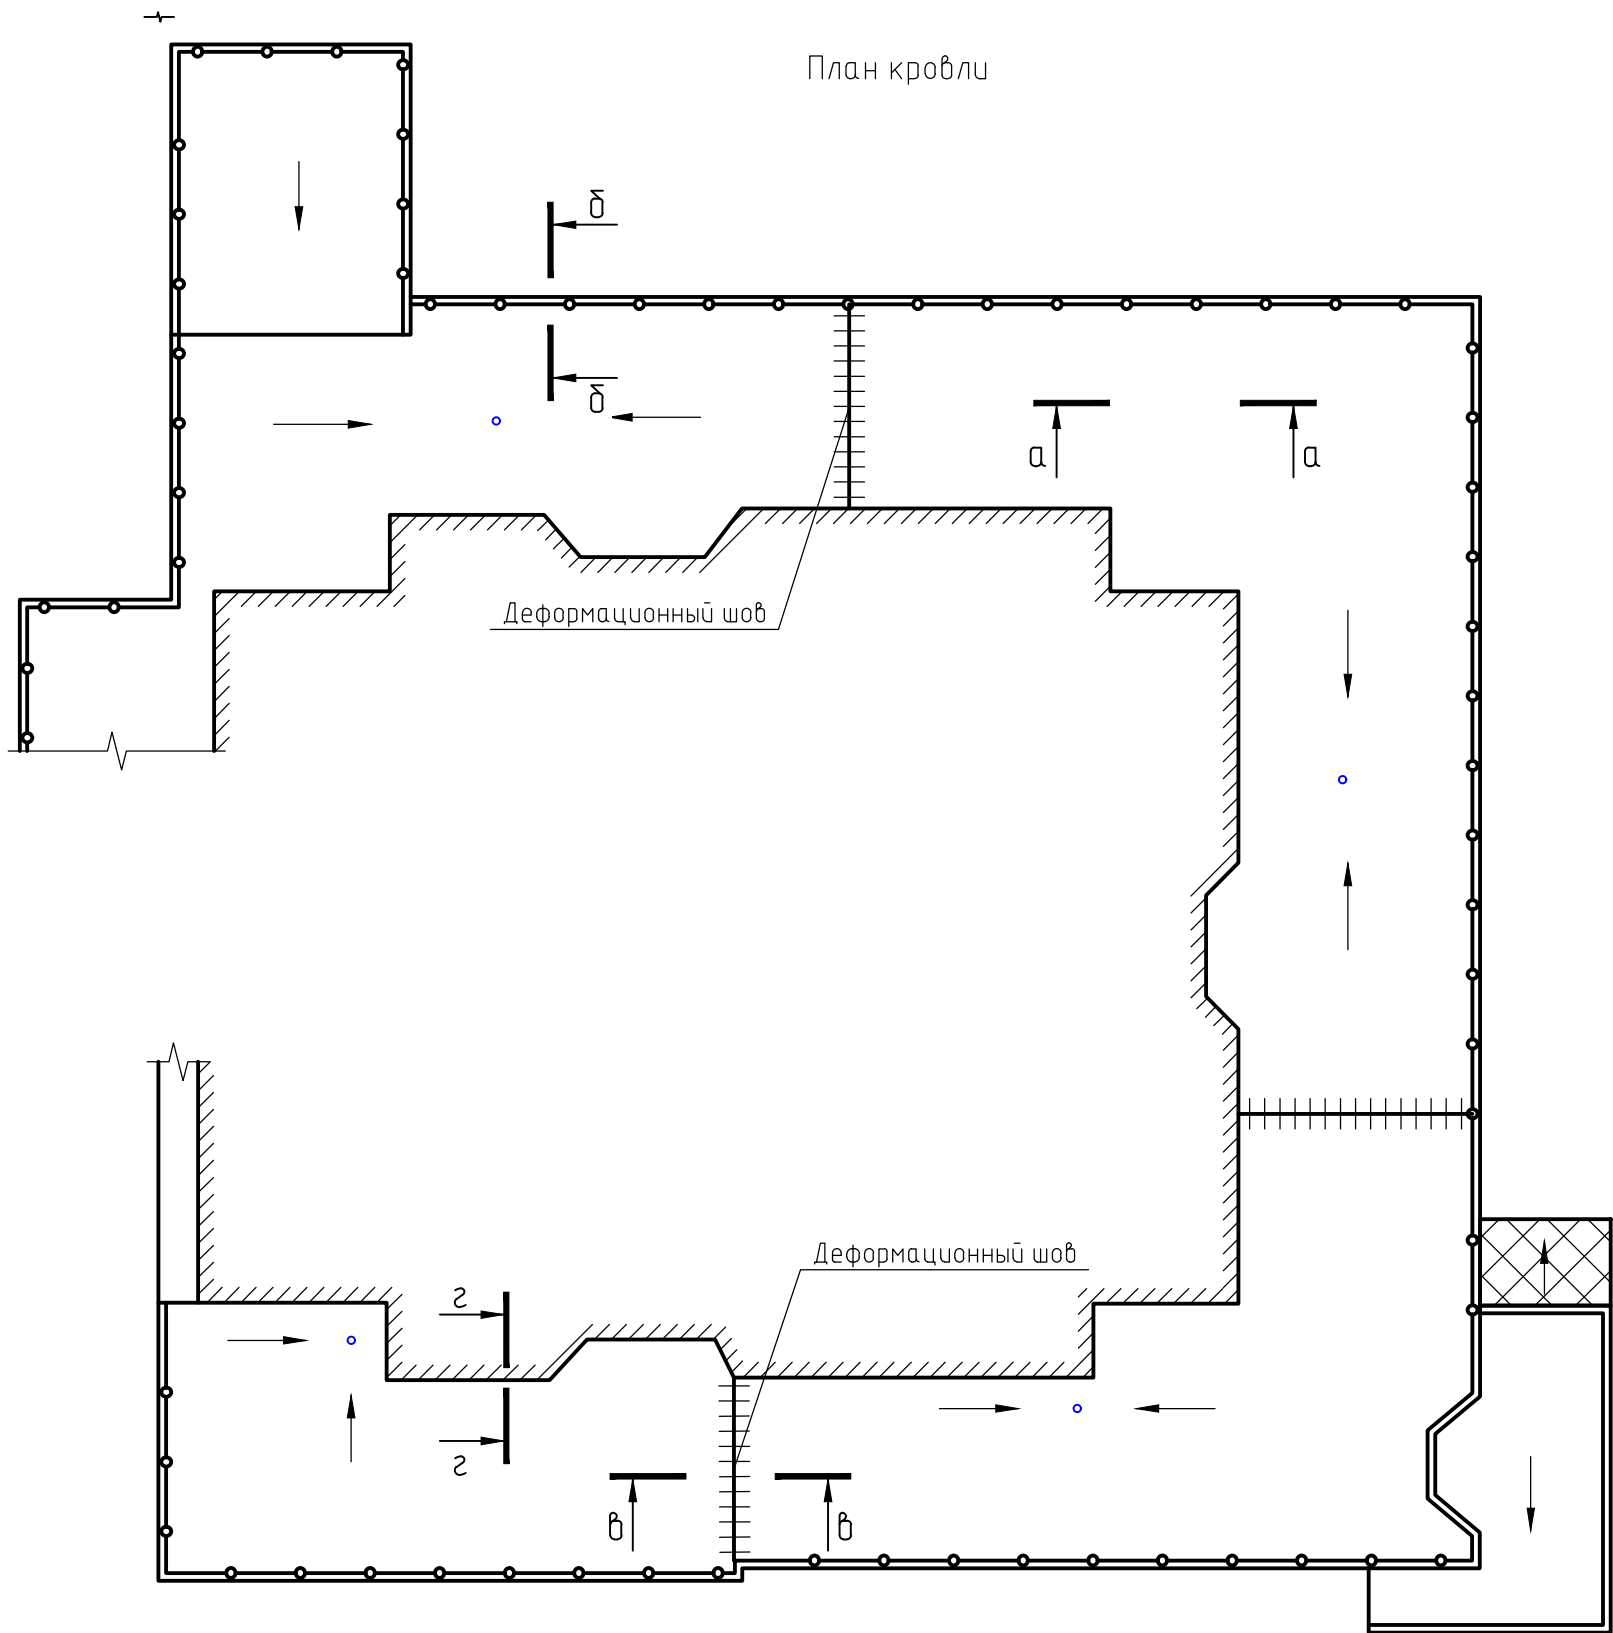 План кровли
б
б
а
а
Деформационный шов
Деформационный шов
г
г
в
в